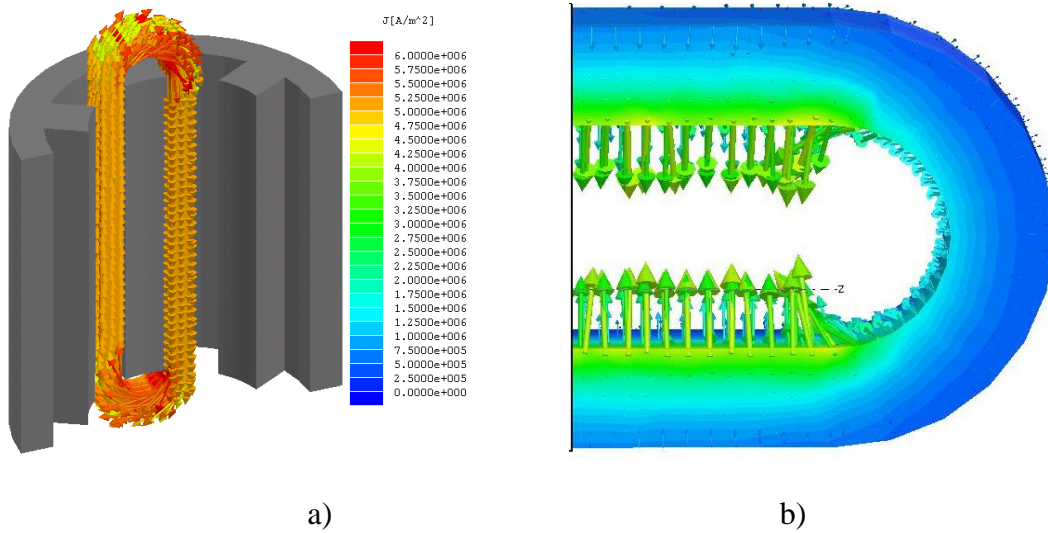 J[A/m^2]
6.0000e+006
5.7500e+006
5.5000e+006
5.2500e+006
5.0000e+006
4.7500e+006
4.5000e+006
4.2500e+006
4.0000e+006
3.7500e+006
3.5000e+006
3.2500e+006
3.0000e+006
2.7500e+006
2.5000e+006
2.2500e+006
2.0000e+006
1.7500e+006
1.5000e+006
1.2500e+006
1.0000e+006
7.5000e+005
5.0000e+005
2.5000e+005
0.0000e+000
-Z
a)
b)